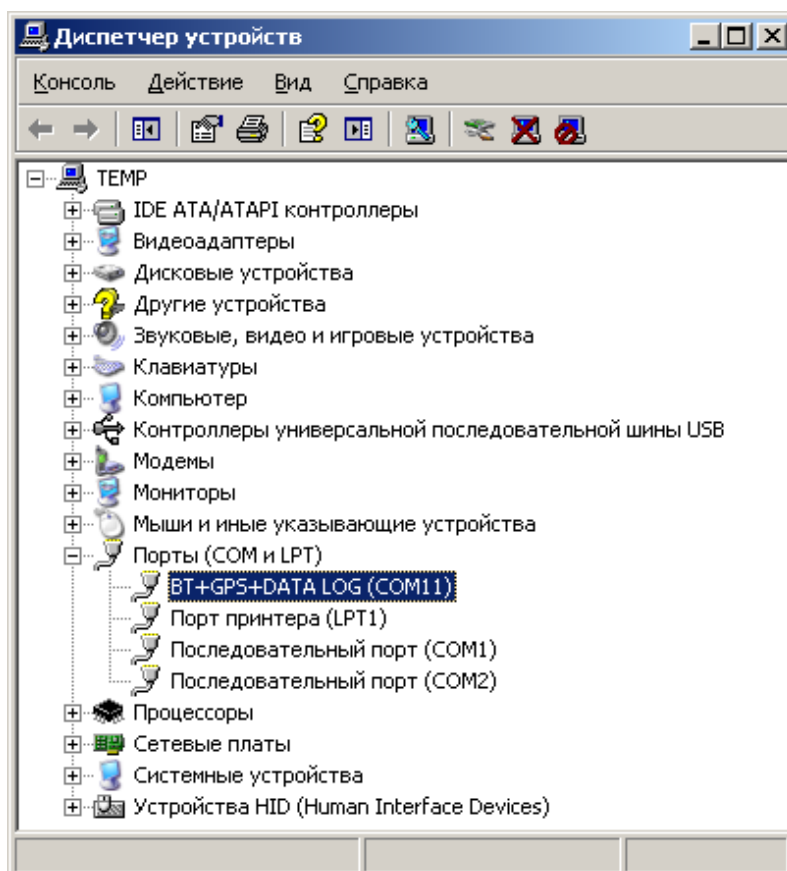 Диспетчер устройств
Консоль Действие Вид Справка
TEMP
IDE ATA/ATAPI контроллеры
Видеоадаптеры
Дисковые устройства
Другие устройства
Звуковые, видео и игровые устройства
Клавиатуры
Компьютер
Контроллеры универсальной последовательной шины USB
Модемы
Мониторы
Мыши и иные указывающие устройства
Порты (COM и LPT)
BT+GPS+DATA LOG (COM11)
Порт принтера (LPT1)
Последовательный порт (COM1)
Последовательный порт (COM2)
Процессоры
Сетевые платы
Системные устройства
Устройства HID (Human Interface Devices)